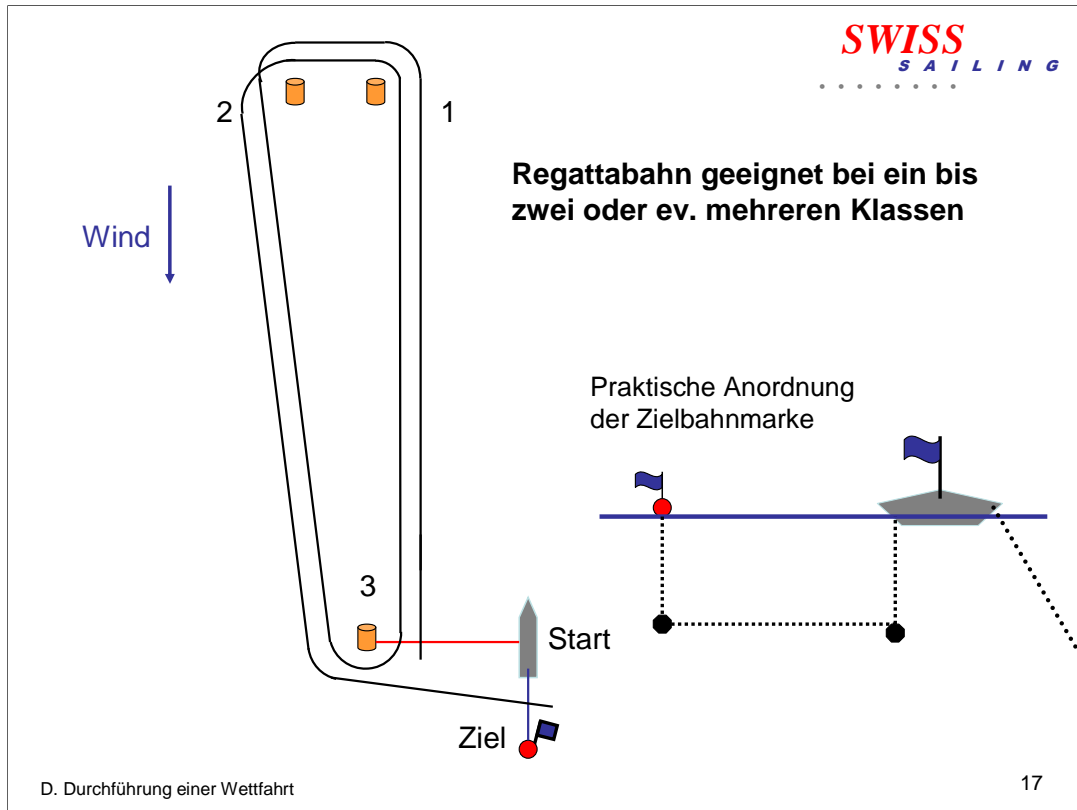 SWISS
SAILING
2
1
Regattabahn geeignet bei ein bis
zwei oder ev. mehreren Klassen
Wind
Praktische Anordnung
der Zielbahnmarke
3
Start
Ziel
D. Durchführung einer Wettfahrt
17